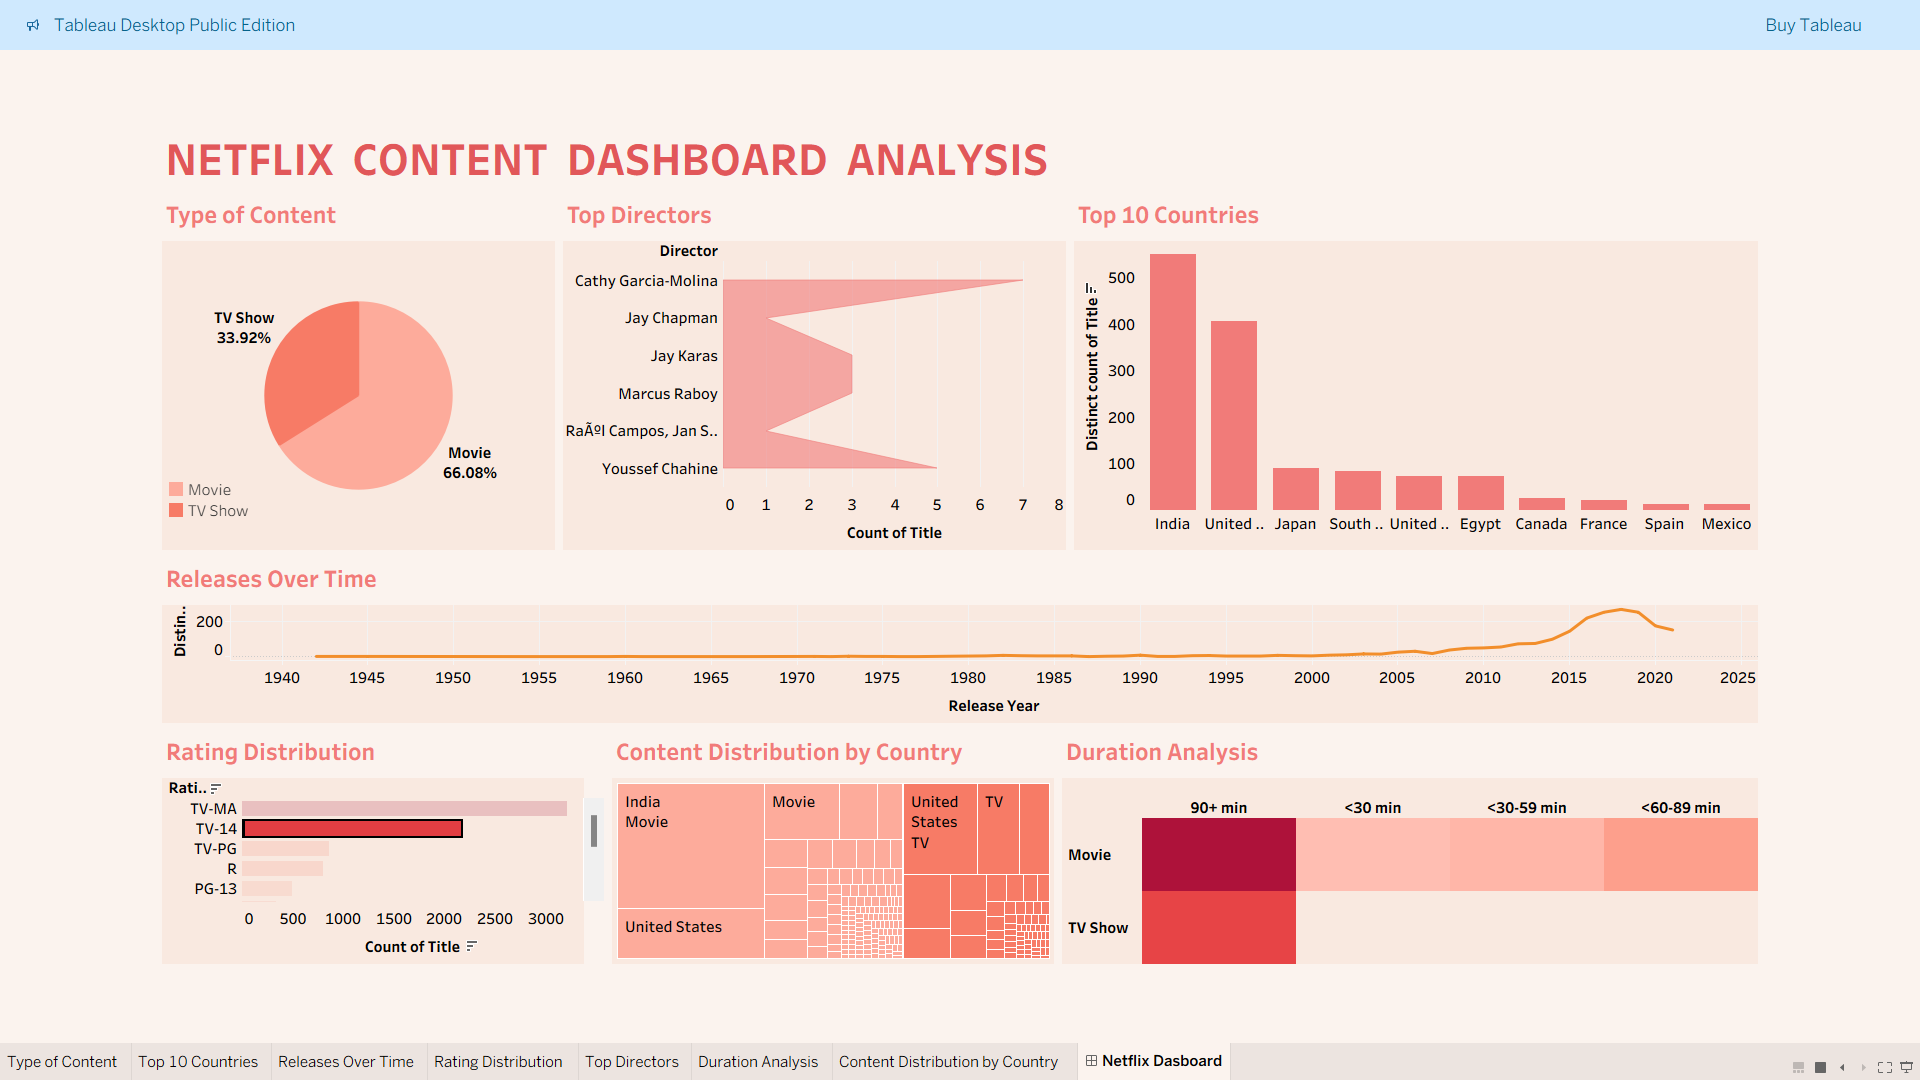 Tableau Desktop Public Edition
Buy Tableau
NETFLIX CONTENT DASHBOARD ANALYSIS
Type of Content
TV Show
33.92%
Movie
66.08%
Movie
TV Show
Top Directors
Director
Cathy Garcia-Molina
Jay Chapman
Jay Karas
Marcus Raboy
RaÃºl Campos, Jan S..
Youssef Chahine
0 1 2 3 4 5 6 7 8
Count of Title
Top 10 Countries
Distinct count of Title
500
400
300
200
100
0
India United .. Japan South .. United .. Egypt Canada France Spain Mexico
Releases Over Time
Distin..
200
0
1940 1945 1950 1955 1960 1965 1970 1975 1980 1985 1990 1995 2000 2005 2010 2015 2020 2025
Release Year
Rating Distribution
Rati..
TV-MA
TV-14
TV-PG
R
PG-13
0 500 1000 1500 2000 2500 3000
Count of Title
Content Distribution by Country
India
Movie
United States
Movie
United
States
TV
TV
Duration Analysis
90+ min <30 min <30-59 min <60-89 min
Movie
TV Show
Type of Content Top 10 Countries Releases Over Time Rating Distribution Top Directors Duration Analysis Content Distribution by Country Netflix Dasboard